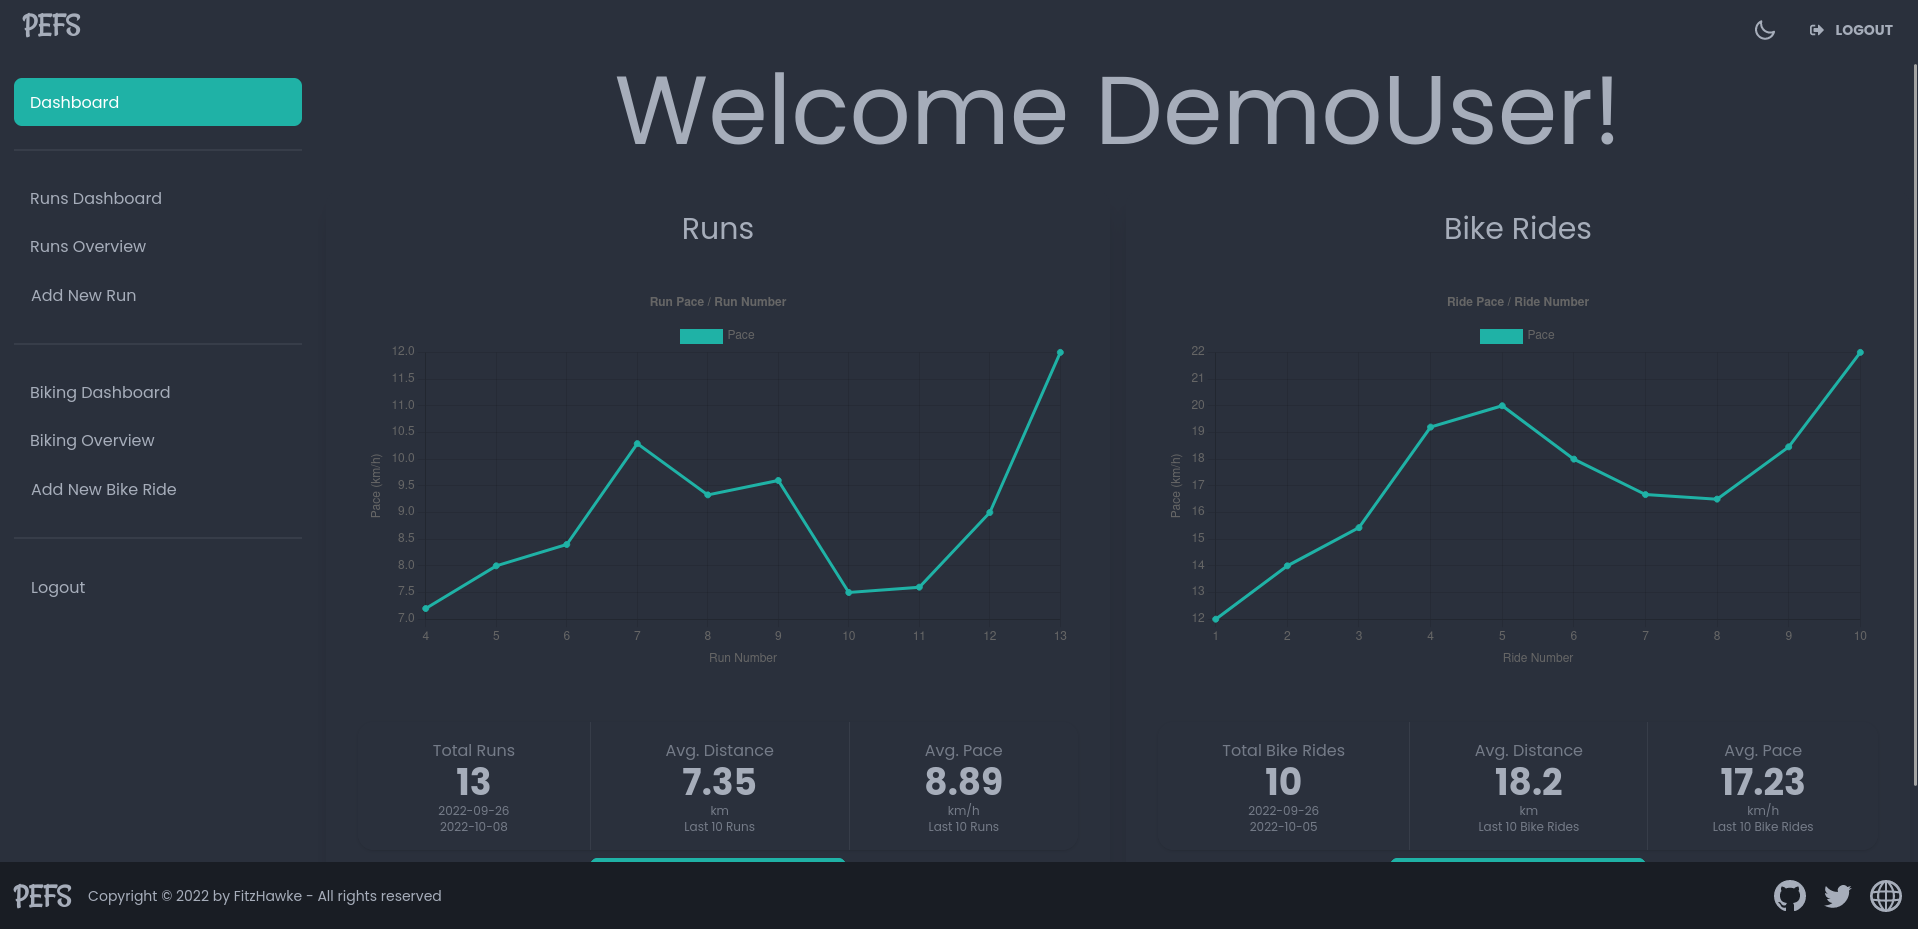 PEFS
LOGOUT
Dashboard
Runs Dashboard
Runs Overview
Add New Run
Biking Dashboard
Biking Overview
Add New Bike Ride
Logout
Welcome DemoUser!
Runs
Run Pace / Run Number
Pace
12.0
11.5
11.0
10.5
10.0
9.5
9.0
8.5
8.0
7.5
7.0
Pace (km/h)
4 5 6 7 8 9 10 11 12 13
Run Number
Total Runs
13
2022-09-26
2022-10-08
Avg. Distance
7.35
km
Last 10 Runs
Avg. Pace
8.89
km/h
Last 10 Runs
Bike Rides
Ride Pace / Ride Number
Pace
22
21
20
19
18
17
16
15
14
13
12
Pace (km/h)
1 2 3 4 5 6 7 8 9 10
Ride Number
Total Bike Rides
10
2022-09-26
2022-10-05
Avg. Distance
18.2
km
Last 10 Bike Rides
Avg. Pace
17.23
km/h
Last 10 Bike Rides
PEFS
Copyright © 2022 by FitzHawke - All rights reserved